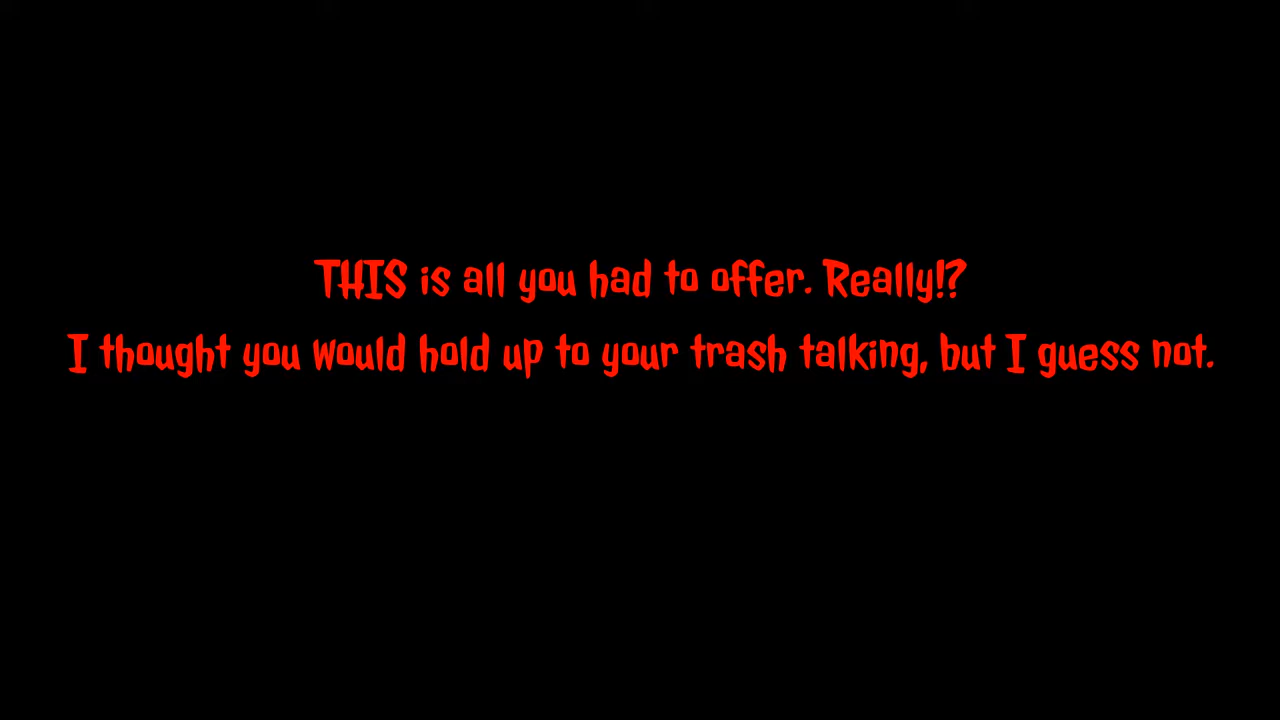 THIS is all you had to offer. Really!?
I thought you would hold up to your trash talking, but I guess not.